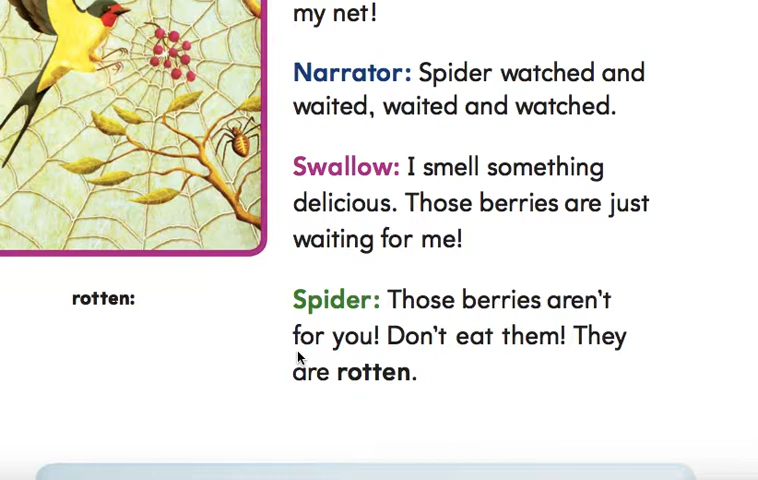 my net!
Narrator: Spider watched and
waited, waited and watched.
Swallow: I smell something
delicious. Those berries are just
waiting for me!
rotten:
Spider: Those berries aren't
for you! Don't eat them! They
are rotten.